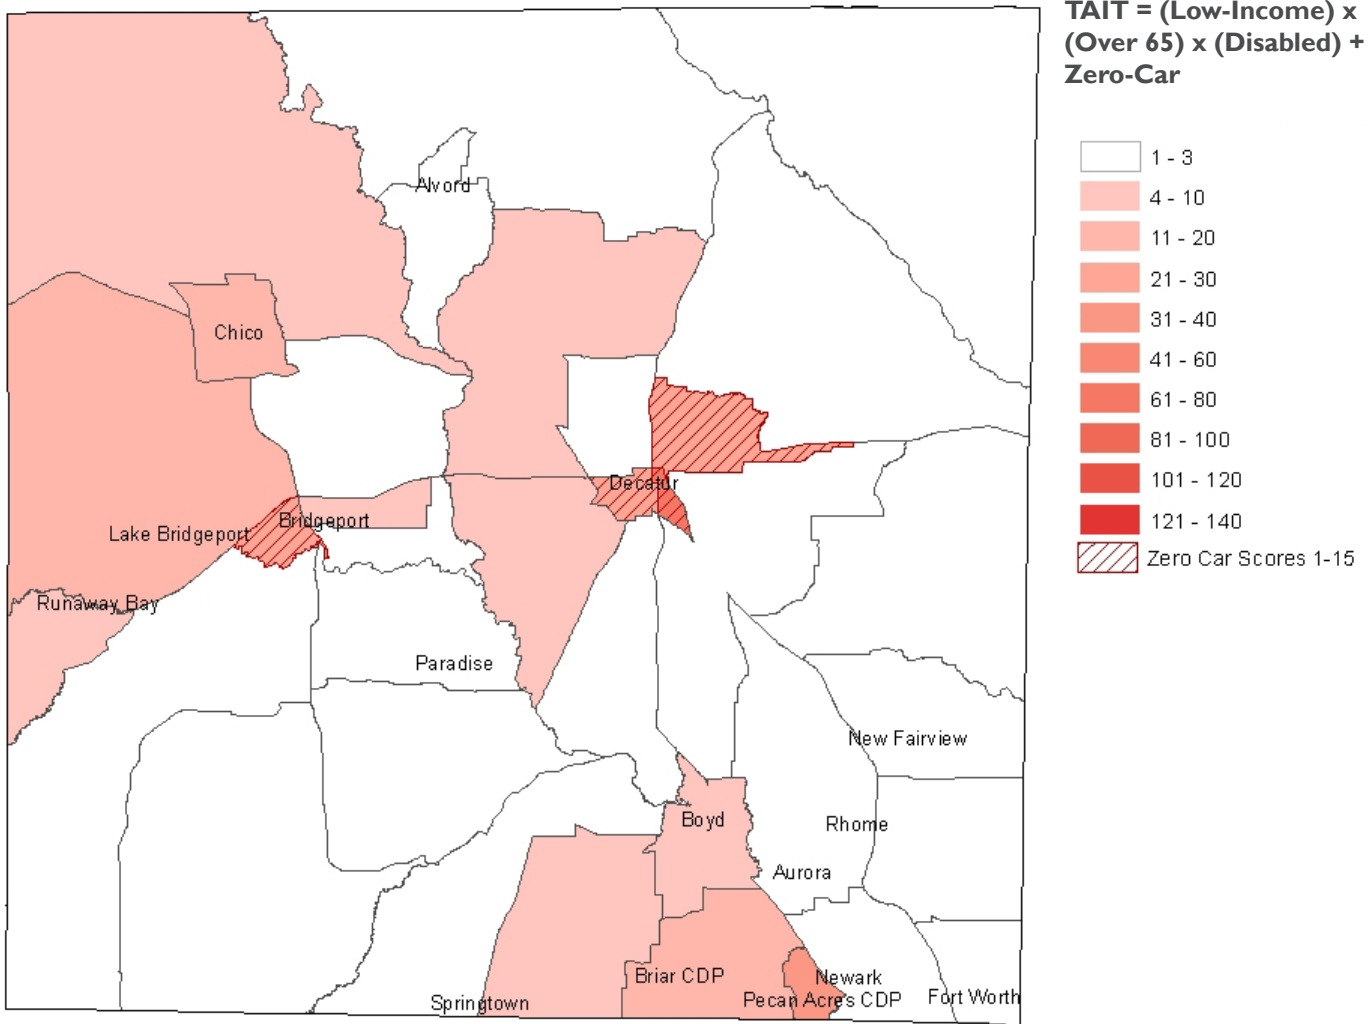 TAIT = (Low-Income) x
(Over 65) x (Disabled) +
Zero-Car
1 - 3
4 - 10
11 - 20
21 - 30
31 - 40
41 - 60
61 - 80
81 - 100
101 - 120
121 - 140
Zero Car Scores 1-15
Alvord
Chico
Decatur
Bridgeport
Lake Bridgeport
Runaway Bay
Paradise
New Fairview
Boyd
Rhome
Aurora
Briar CDP
Newark
Pecan Acres CDP
Fort Worth
Springtown